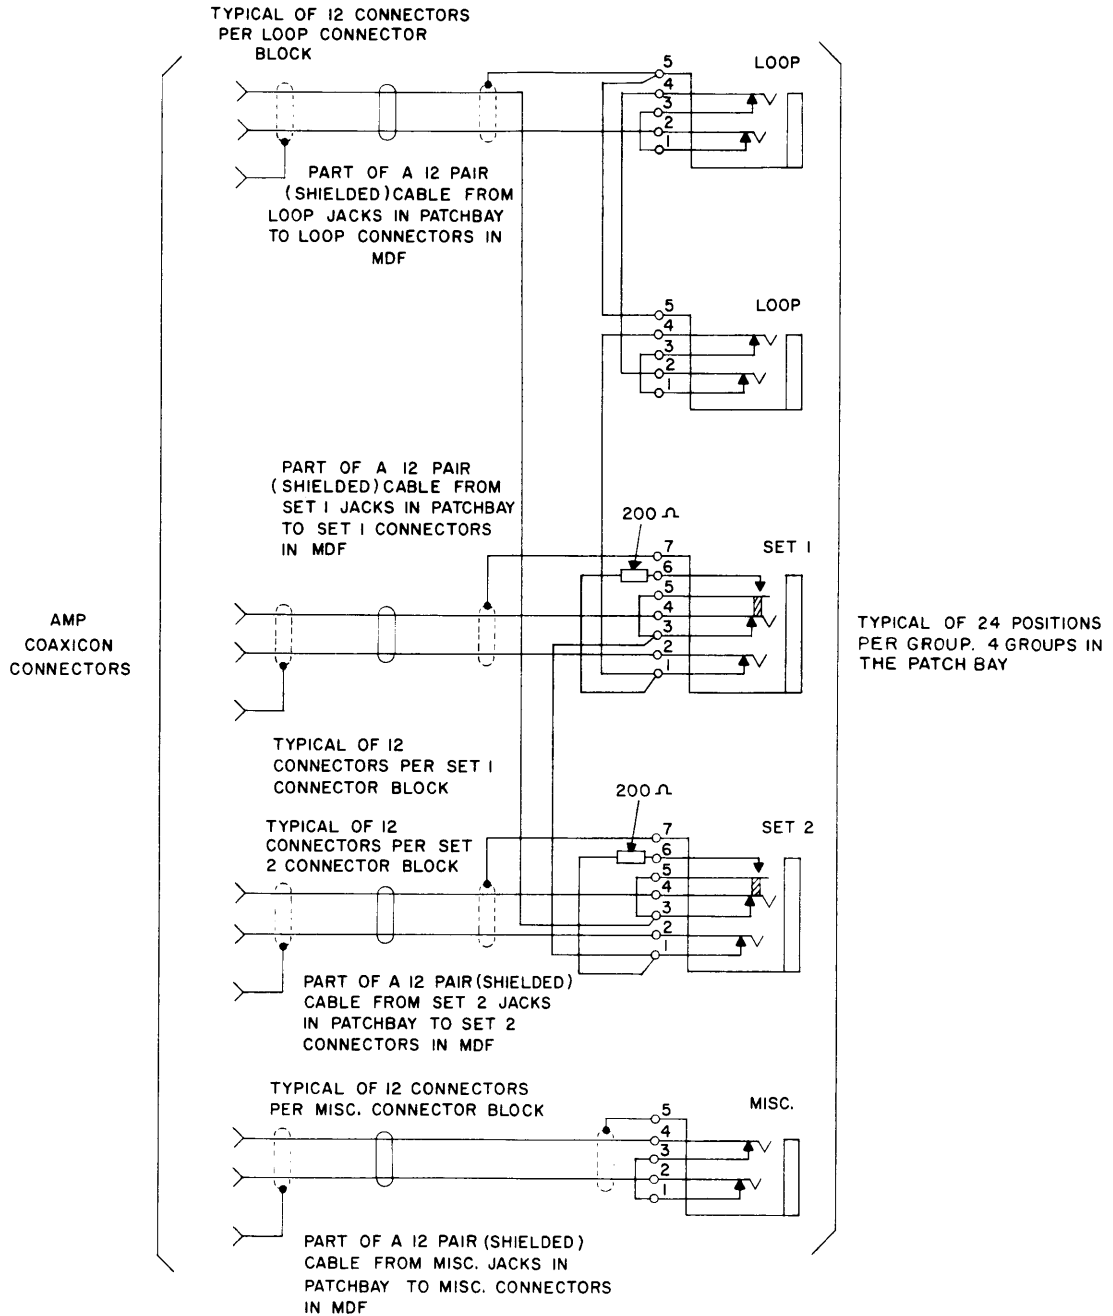 TYPICAL OF 12 CONNECTORS
PER LOOP CONNECTOR
BLOCK
5
LOOP
4
3
2
1
PART OF A 12 PAIR
(SHIELDED) CABLE FROM
LOOP JACKS IN PATCHBAY
TO LOOP CONNECTORS IN
MDF
5
LOOP
4
3
2
1
PART OF A 12 PAIR
(SHIELDED) CABLE FROM
SET 1 JACKS IN PATCHBAY
TO SET 1 CONNECTORS
IN MDF
200 Ω
7
SET 1
6
5
4
3
2
1
AMP
COAXICON
CONNECTORS
TYPICAL OF 24 POSITIONS
PER GROUP. 4 GROUPS IN
THE PATCH BAY
TYPICAL OF 12
CONNECTORS PER SET 1
CONNECTOR BLOCK
200 Ω
TYPICAL OF 12
CONNECTORS PER SET
2 CONNECTOR BLOCK
7
SET 2
6
5
4
3
2
1
PART OF A 12 PAIR (SHIELDED)
CABLE FROM SET 2 JACKS
IN PATCHBAY TO SET 2
CONNECTORS IN MDF
TYPICAL OF 12 CONNECTORS
PER MISC. CONNECTOR BLOCK
5
MISC.
4
3
2
1
PART OF A 12 PAIR (SHIELDED)
CABLE FROM MISC. JACKS IN
PATCHBAY TO MISC. CONNECTORS
IN MDF